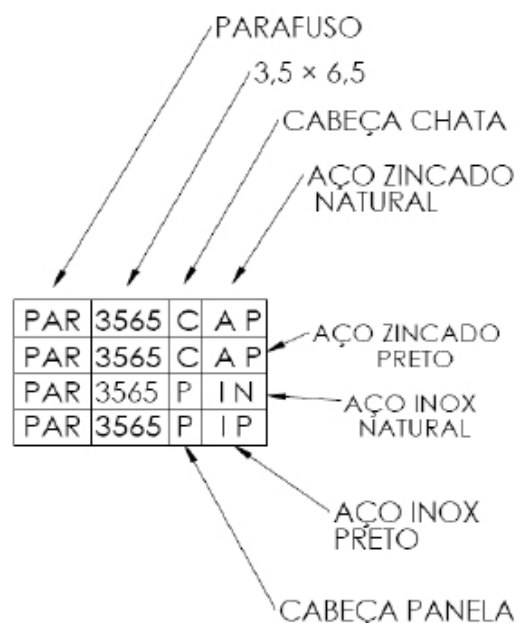 PARAFUSO
3,5 × 6,5
CABEÇA CHATA
AÇO ZINCADO
NATURAL
PAR 3565 C A P
PAR 3565 C A P
PAR 3565 P I N
PAR 3565 P I P
AÇO ZINCADO
PRETO
AÇO INOX
NATURAL
AÇO INOX
PRETO
CABEÇA PANELA